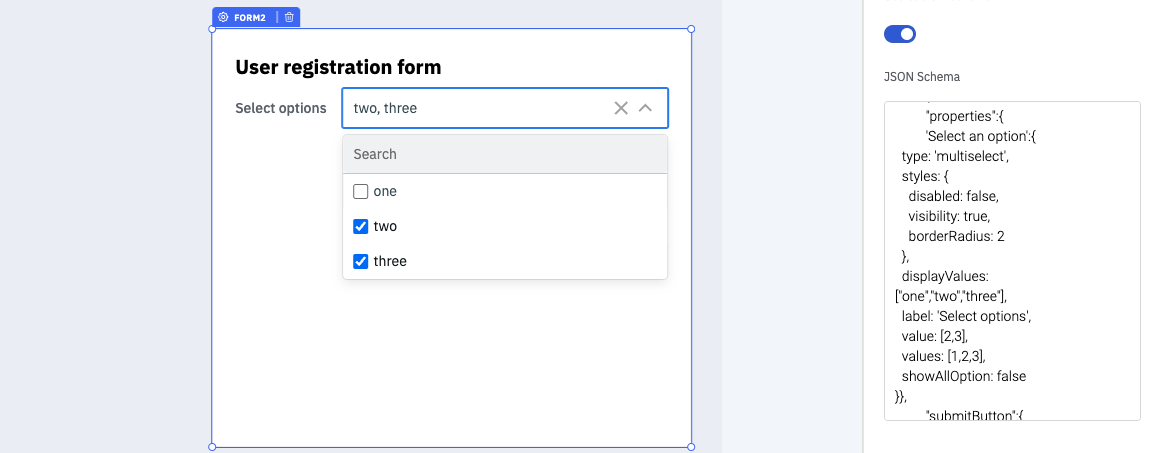 FORM2
User registration form
Select options
two, three
Search
one
two
three
JSON Schema
"properties":{
'Select an option':{
type: 'multiselect',
styles: {
disabled: false,
visibility: true,
borderRadius: 2
},
displayValues:
["one","two","three"],
label: 'Select options',
value: [2,3],
values: [1,2,3],
showAllOption: false
}},
"submitButton":{